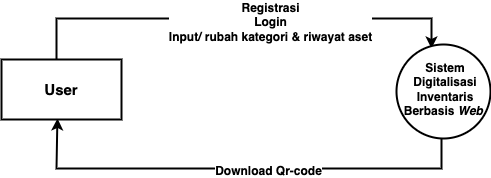 Registrasi
Login
Input/ rubah kategori & riwayat aset
User
Sistem
Digitalisasi
Inventaris
Berbasis Web
Download Qr-code